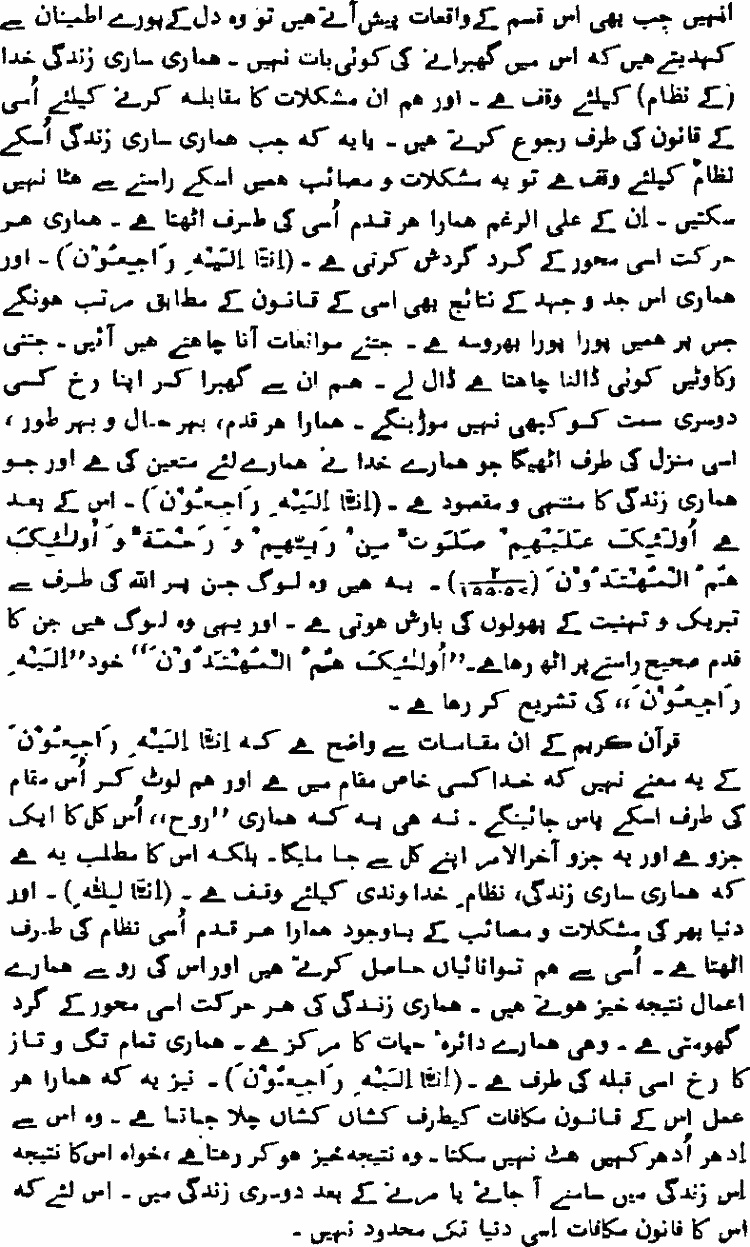 انہیں جب بھی اس قسم کے واقعات پیش آتے ہیں تو وہ دل کے پورے اطمینان سے
کہدیتے ہیں کہ اس میں گھبرانے کی کوئی بات نہیں ۔ ہماری ساری زندگی خدا
(کے نظام) کیلئے وقف ہے ۔ اور ہم ان مشکلات کا مقابلہ کرنے کیلئے اُسی
کے قانون کی طرف رجوع کرتے ہیں ۔ یا یہ کہ جب ہماری ساری زندگی اُسکے
نظام کیلئے وقف ہے تو یہ مشکلات و مصائب ہمیں اسکے راستے سے ہٹا نہیں
سکتیں ۔ اِن کے علی الرغم ہمارا ہر قدم اُسی کی طرف اٹھتا ہے ۔ ہماری ہر
حرکت اسی محور کے گرد گردش کرتی ہے ۔ (اِنَّا اِلَيْهِ رَاجِعُوْنَ) ۔ اور
ہماری اس جد و جہد کے نتائج بھی اسی کے قانون کے مطابق مرتب ہونگے
جس پر ہمیں پورا پورا بھروسہ ہے ۔ جتنے موانعات آنا چاہتے ہیں آئیں ۔ جتنی
رکاوٹیں کوئی ڈالنا چاہتا ہے ڈال لے ۔ ہم ان سے گھبرا کر اپنا رخ کسی
دوسری سمت کو کبھی نہیں موڑینگے ۔ ہمارا ہر قدم، بہر حال و بہر طور ،
اسی منزل کی طرف اٹھیگا جو ہمارے خدا نے ہمارے لئے متعین کی ہے اور جو
ہماری زندگی کا منتہی و مقصود ہے ۔ (اِنَّا اِلَيْهِ رَاجِعُوْنَ) ۔ اس کے بعد
ہے اُولٰٓئِكَ عَلَيْهِمْ صَلَوٰتٌ مِنْ رَبِّهِمْ وَ رَحْمَةٌ وَ اُولٰٓئِكَ
هُمُ الْمُهْتَدُوْنَ (۲/۱۵۵-۱۵۷) ۔ یہ ہیں وہ لوگ جن پر اللہ کی طرف سے
تبریک و تہنیت کے پھولوں کی بارش ہوتی ہے ۔ اور یہی وہ لوگ ہیں جن کا
قدم صحیح راستے پر اٹھ رہا ہے۔ ”اُولٰٓئِكَ هُمُ الْمُهْتَدُوْنَ“ خود ”اِلَيْهِ
رَاجِعُوْنَ“ کی تشریح کر رہا ہے ۔
قرآن کریم کے ان مقامات سے واضح ہے کہ اِنَّا اِلَيْهِ رَاجِعُوْنَ
کے یہ معنے نہیں کہ خدا کسی خاص مقام میں ہے اور ہم لوٹ کر اُس مقام
کی طرف اسکے پاس جائینگے ۔ نہ ہی یہ کہ ہماری ”روح“ اُس کل کا ایک
جزو ہے اور یہ جزو آخرالامر اپنے کل سے جا ملیگا۔ بلکہ اس کا مطلب یہ ہے
کہ ہماری ساری زندگی، نظامِ خداوندی کیلئے وقف ہے ۔ (اِنَّا لِلّٰهِ) ۔ اور
دنیا بھر کی مشکلات و مصائب کے باوجود ہمارا ہر قدم اُسی نظام کی طرف
اٹھتا ہے ۔ اُسی سے ہم توانائیاں حاصل کرتے ہیں اور اس کی رو سے ہمارے
اعمال نتیجہ خیز ہوتے ہیں ۔ ہماری زندگی کی ہر حرکت اسی محور کے گرد
گھومتی ہے ۔ وہی ہمارے دائرہٴ حیات کا مرکز ہے ۔ ہماری تمام تگ و تاز
کا رخ اسی قبلہ کی طرف ہے ۔ (اِنَّا اِلَيْهِ رَاجِعُوْنَ) ۔ نیز یہ کہ ہمارا ہر
عمل اس کے قانون مکافات کیطرف کشاں کشاں چلا جاتا ہے ۔ وہ اس سے
اِدھر اُدھر کہیں ہٹ نہیں سکتا ۔ وہ نتیجہ خیز ہو کر رہتا ہے ، خواہ اس کا نتیجہ
اِس زندگی میں سامنے آ جائے یا مرنے کے بعد دوسری زندگی میں ۔ اس لئے کہ
اس کا قانون مکافات اِسی دنیا تک محدود نہیں ۔